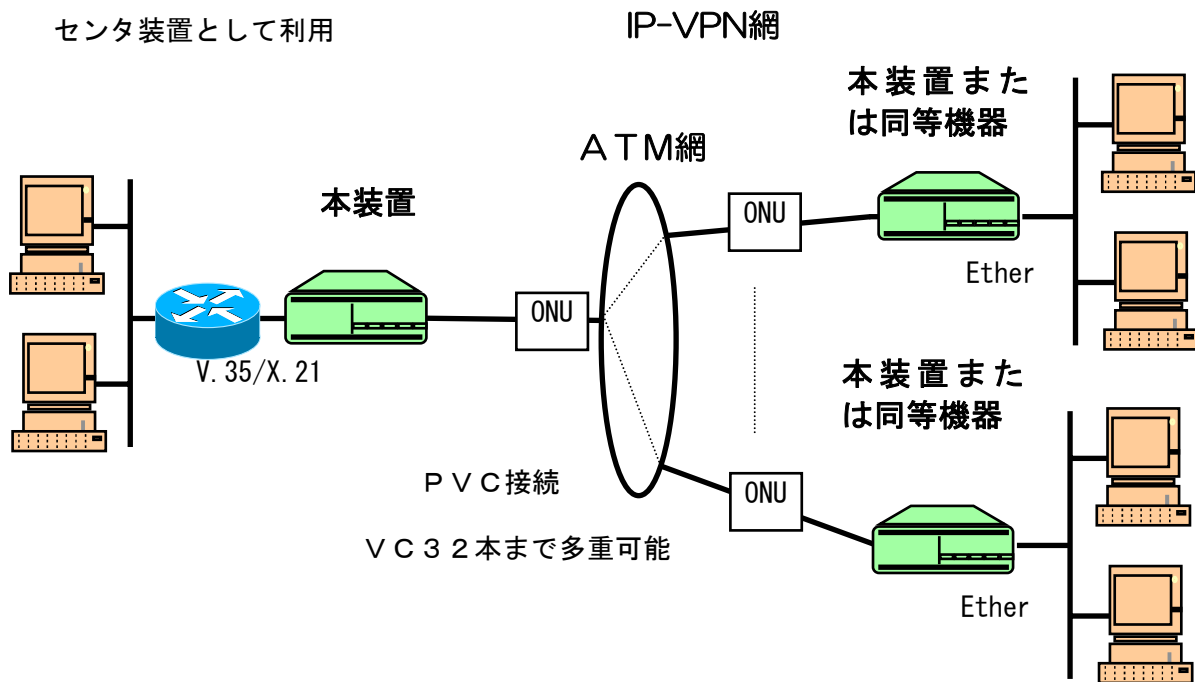 センタ装置として利用
IP-VPN網
本装置また
は同等機器
ATM網
本装置
ONU
Ether
ONU
V.35/X.21
本装置また
は同等機器
PVC接続
ONU
VC32本まで多重可能
Ether